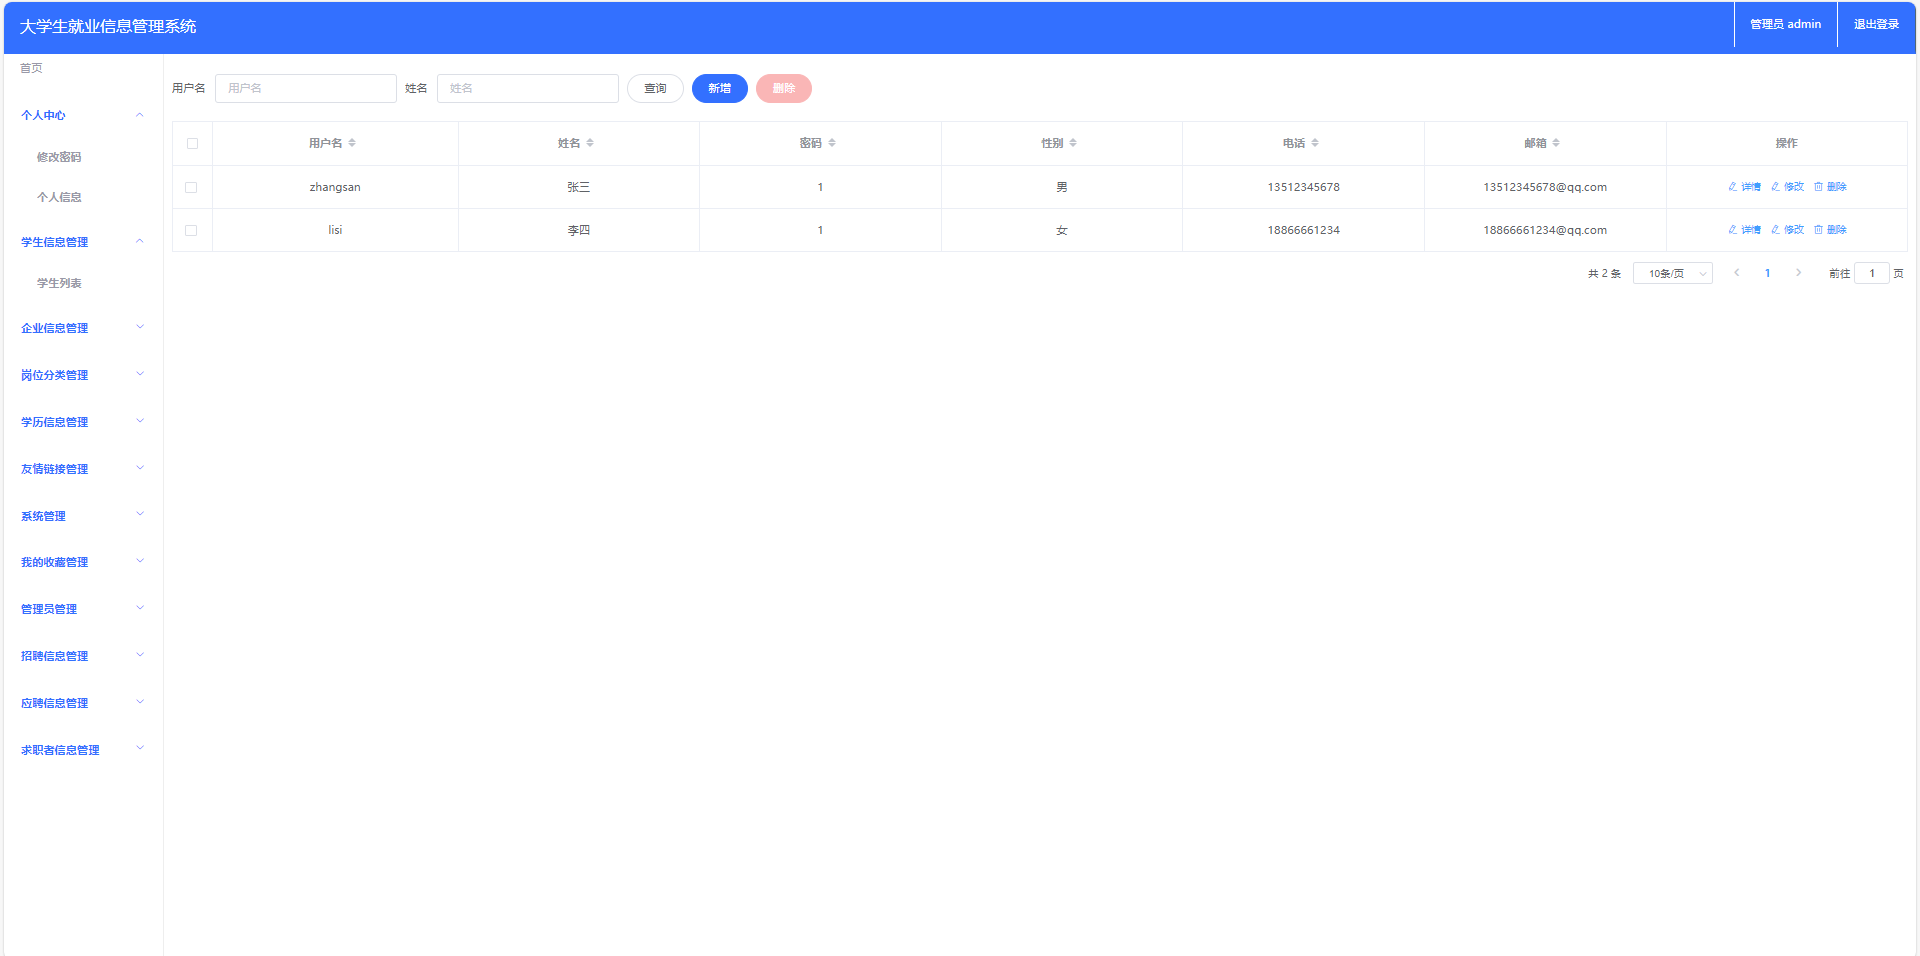 大学生就业信息管理系统
管理员 admin
退出登录
首页
个人中心
修改密码
个人信息
学生信息管理
学生列表
企业信息管理
岗位分类管理
学历信息管理
友情链接管理
系统管理
我的收藏管理
管理员管理
招聘信息管理
应聘信息管理
求职者信息管理
用户名 用户名 姓名 姓名 查询 新增 删除
用户名 姓名 密码 性别 电话 邮箱 操作
zhangsan 张三 1 男 13512345678 13512345678@qq.com 详情 修改 删除
lisi 李四 1 女 18866661234 18866661234@qq.com 详情 修改 删除
共 2 条 10条/页 1 前往 1 页